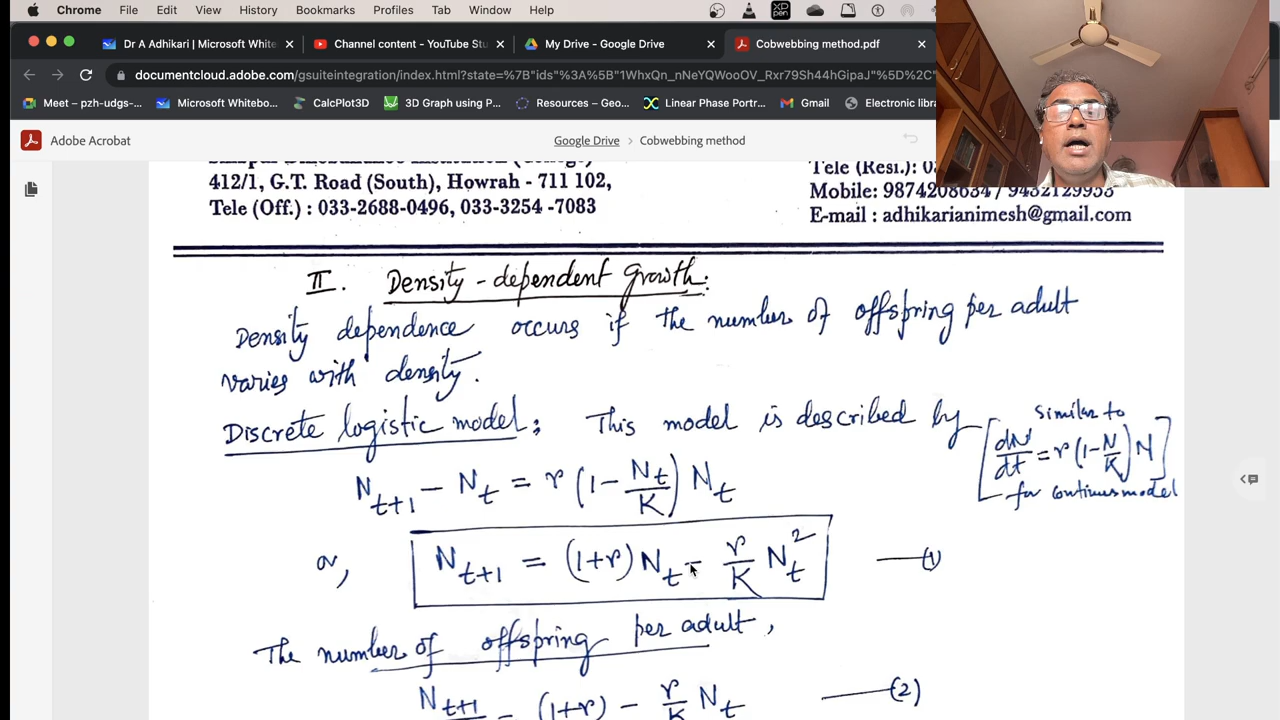 Chrome File Edit View History Bookmarks Profiles Tab Window Help
Dr A Adhikari | Microsoft White Channel content - YouTube Stu My Drive - Google Drive Cobwebbing method.pdf
documentcloud.adobe.com/gsuiteintegration/index.html?state=%7B"ids"%3A%5B"1WhxQn_nNeYQWooOV_Rxr79Sh44hGipaJ"%5D%2C"
Meet – pzh-udgs-... Microsoft Whitebo... CalcPlot3D 3D Graph using P... Resources – Geo... Linear Phase Portr... Gmail Electronic libra
Adobe Acrobat Google Drive Cobwebbing method
412/1, G.T. Road (South), Howrah - 711 102,
Tele (Off.) : 033-2688-0496, 033-3254 -7083
Tele (Resi.) : 0
Mobile: 9874208634 / 9432129953
E-mail : adhikarianimesh@gmail.com
II. Density-dependent growth:
Density dependence occurs if the number of offspring per adult
varies with density.
Discrete logistic model: This model is described by
[similar to
dN/dt = r(1-N/K)N
for continuous model]
N_{t+1} - N_t = r(1 - N_t/K) N_t
or, N_{t+1} = (1+r)N_t - r/K N_t^2 —(1)
The number of offspring per adult,
N_{t+1} = (1+r) - r/K N_t —(2)